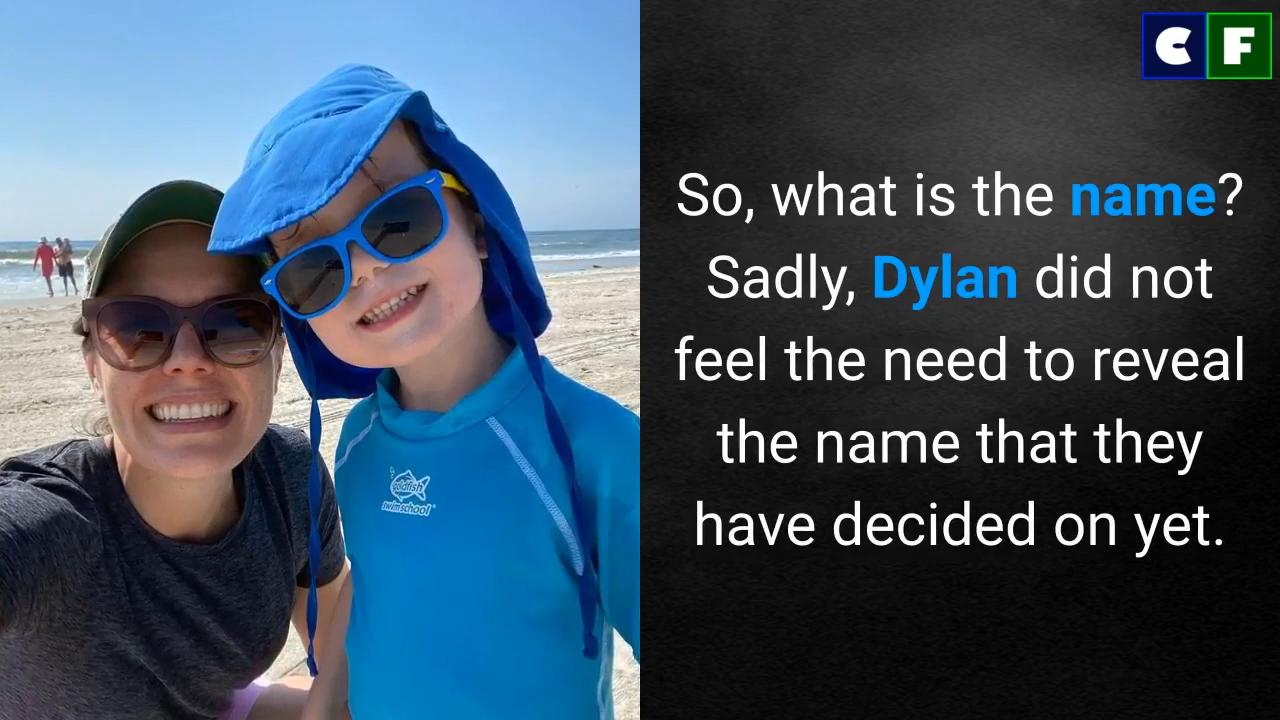 C F
So, what is the name?
Sadly, Dylan did not
feel the need to reveal
the name that they
have decided on yet.
goldfish
swim school